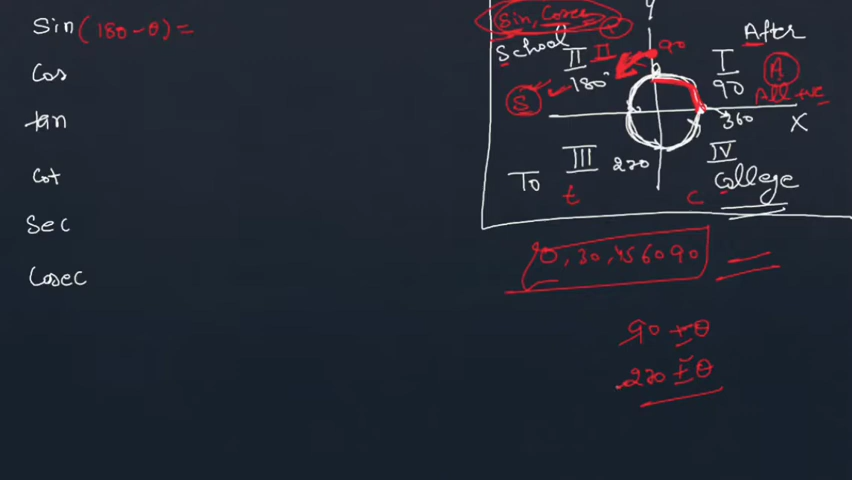 Sin (180 - θ) =
Cos
tan
Cot
Sec
Cosec
Sin, Cosec +
Y
School II II
90
I After
180°
90
A
S
All +ve
360 X
To III 270 IV College
t
C
0, 30, 45 60 90
90 ± θ
270 ± θ